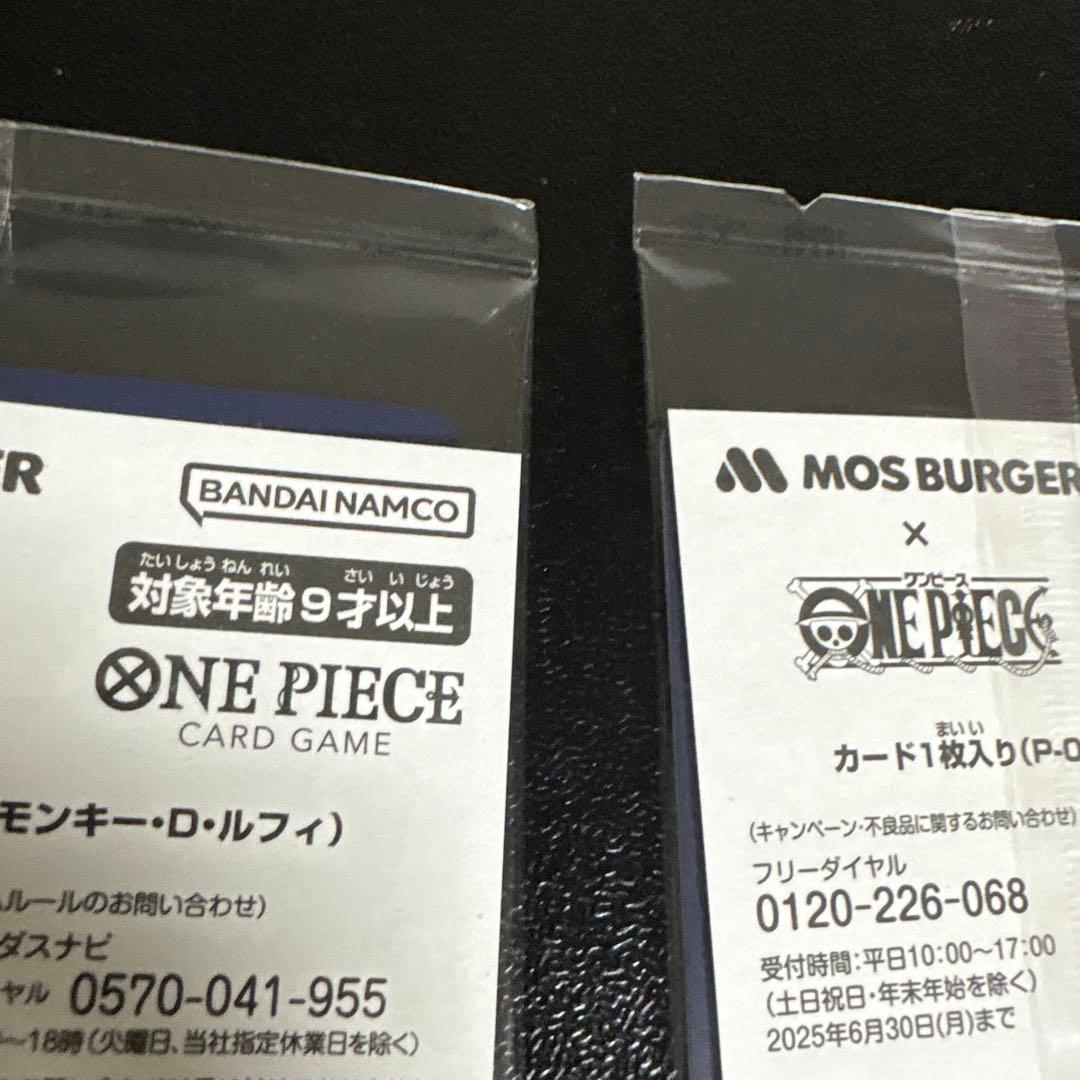 ER
BANDAI NAMCO
たいしょうねんれい さいいじょう
対象年齢9才以上
ONE PIECE
CARD GAME
モンキー・D・ルフィ)
ルールのお問い合わせ)
ダスナビ
ヤル 0570-041-955
〜18時(火曜日、当社指定休業日を除く)
MOS BURGER
×
ワンピース
ONE PIECE
まいい
カード1枚入り(P-0
(キャンペーン・不良品に関するお問い合わせ)
フリーダイヤル
0120-226-068
受付時間:平日10:00〜17:00
(土日祝日・年末年始を除く)
2025年6月30日(月)まで